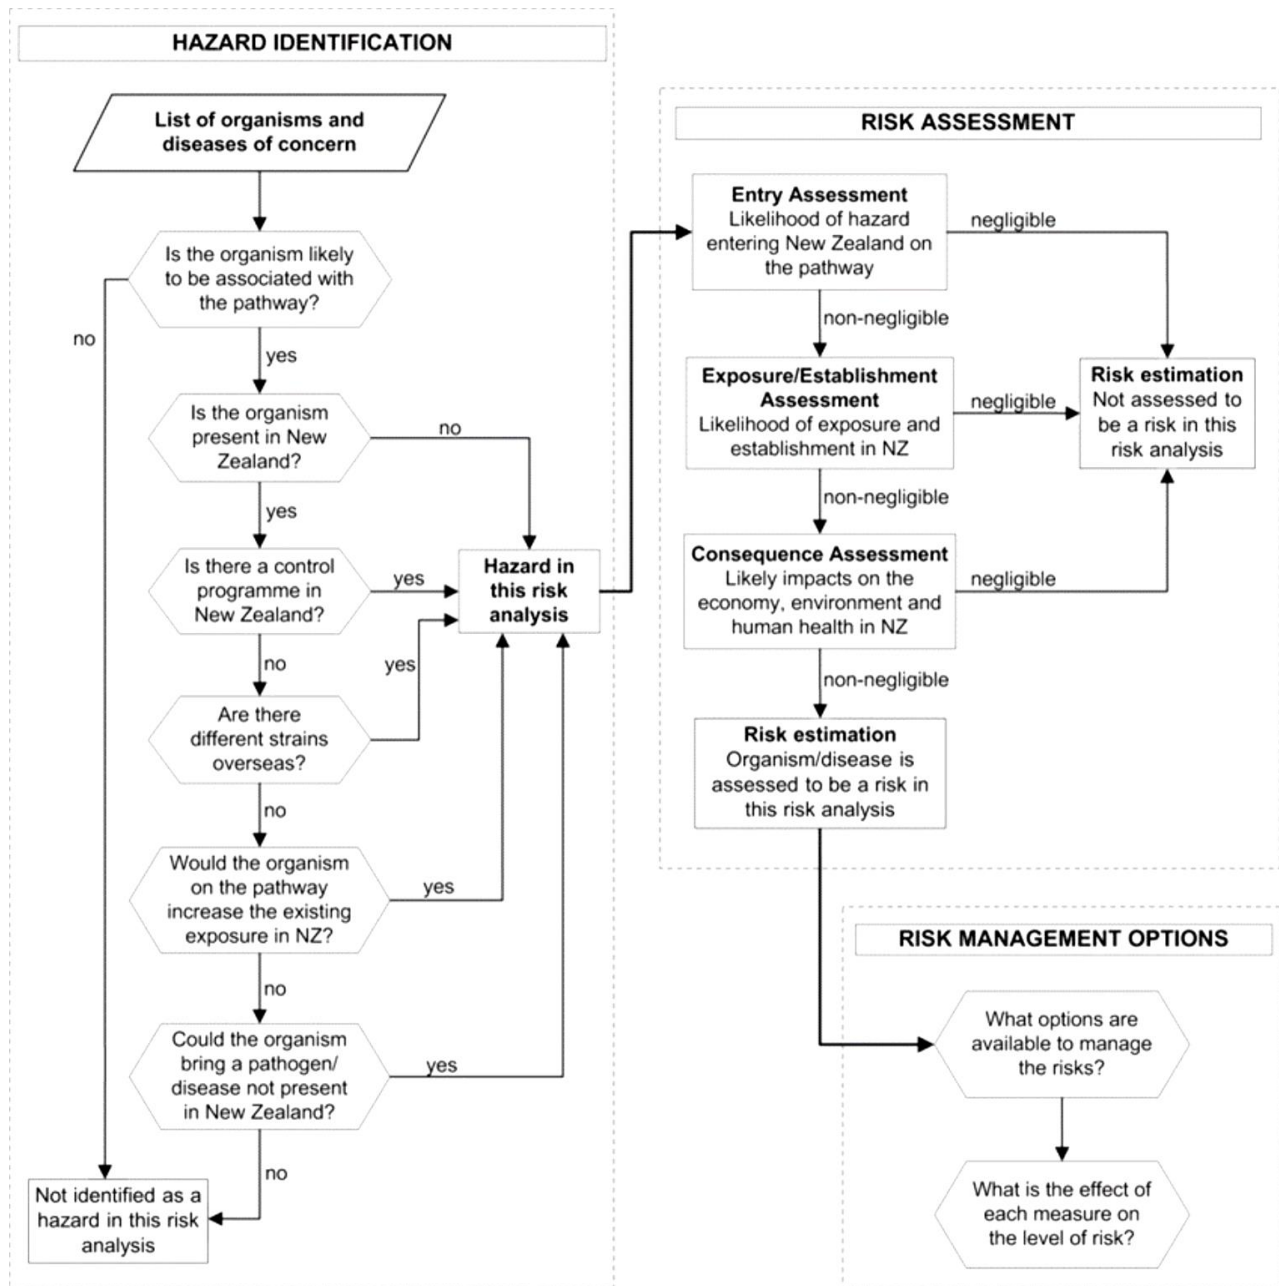 HAZARD IDENTIFICATION
List of organisms and
diseases of concern
Is the organism likely
to be associated with
the pathway?
no
yes
Is the organism
present in New
Zealand?
no
yes
Is there a control
programme in
New Zealand?
yes
no
Are there
different strains
overseas?
yes
no
Would the organism
on the pathway
increase the existing
exposure in NZ?
yes
no
Could the organism
bring a pathogen/
disease not present
in New Zealand?
yes
no
Not identified as a
hazard in this risk
analysis
Hazard in
this risk
analysis
RISK ASSESSMENT
Entry Assessment
Likelihood of hazard
entering New Zealand on
the pathway
negligible
non-negligible
Exposure/Establishment
Assessment
Likelihood of exposure and
establishment in NZ
negligible
non-negligible
Risk estimation
Not assessed to
be a risk in this
risk analysis
Consequence Assessment
Likely impacts on the
economy, environment and
human health in NZ
negligible
non-negligible
Risk estimation
Organism/disease is
assessed to be a risk in
this risk analysis
RISK MANAGEMENT OPTIONS
What options are
available to manage
the risks?
What is the effect of
each measure on
the level of risk?